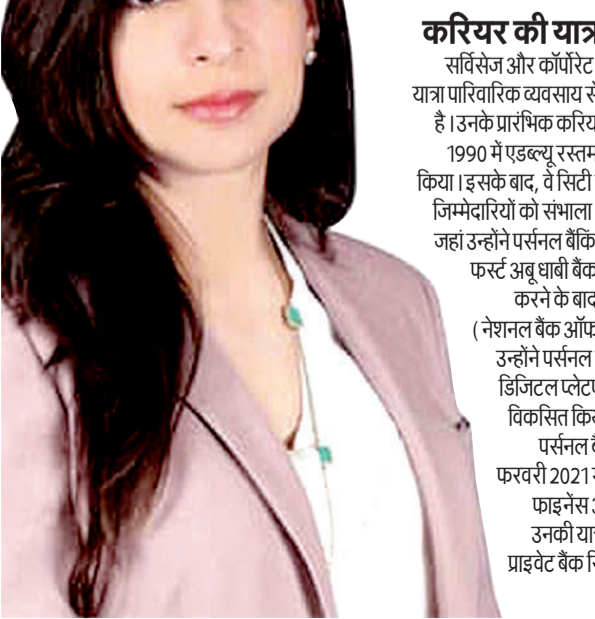 करियर की यात्र
सर्विसेज और कॉर्पोरेट
यात्रा पारिवारिक व्यवसाय से
है। उनके प्रारंभिक करिय
1990 में एडब्ल्यू रस्तम
किया। इसके बाद, वे सिटी
जिम्मेदारियों को संभाला
जहां उन्होंने पर्सनल बैंकिं
फर्स्ट अबू धाबी बैंक
करने के बाद
( नेशनल बैंक ऑफ
उन्होंने पर्सनल
डिजिटल प्लेटप
विकसित किय
पर्सनल बै
फरवरी 2021
फाइनेंस
उनकी या
प्राइवेट बैंक